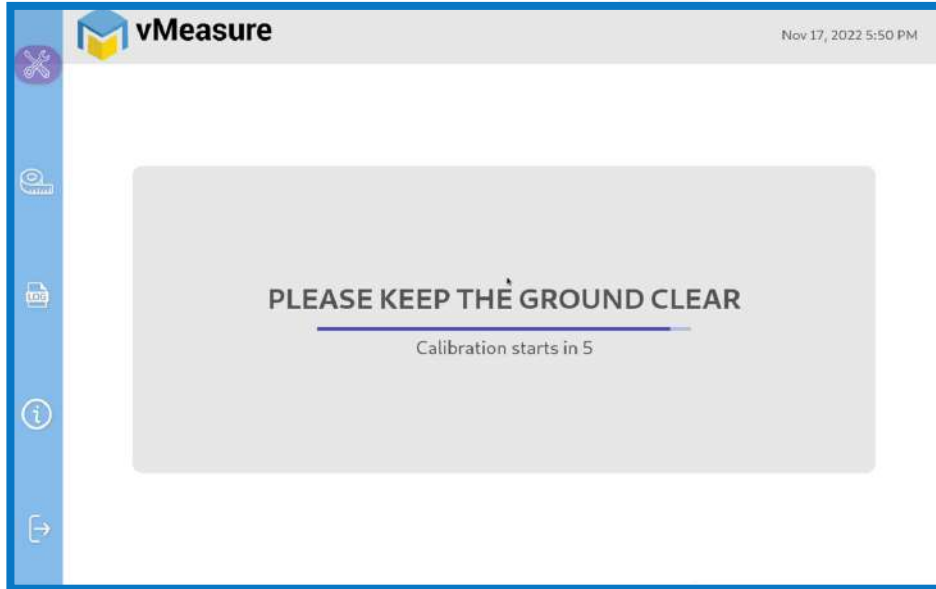 vMeasure
Nov 17, 2022 5:50 PM
LOG
PLEASE KEEP THE GROUND CLEAR
Calibration starts in 5